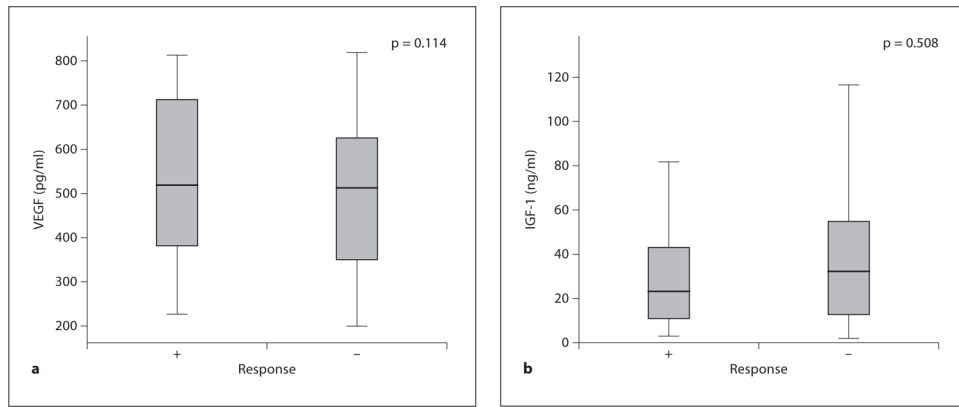 p = 0.114
800
700
600
500
400
300
200
VEGF (pg/ml)
+
–
Response
a
p = 0.508
120
100
80
60
40
20
0
IGF-1 (ng/ml)
+
–
Response
b